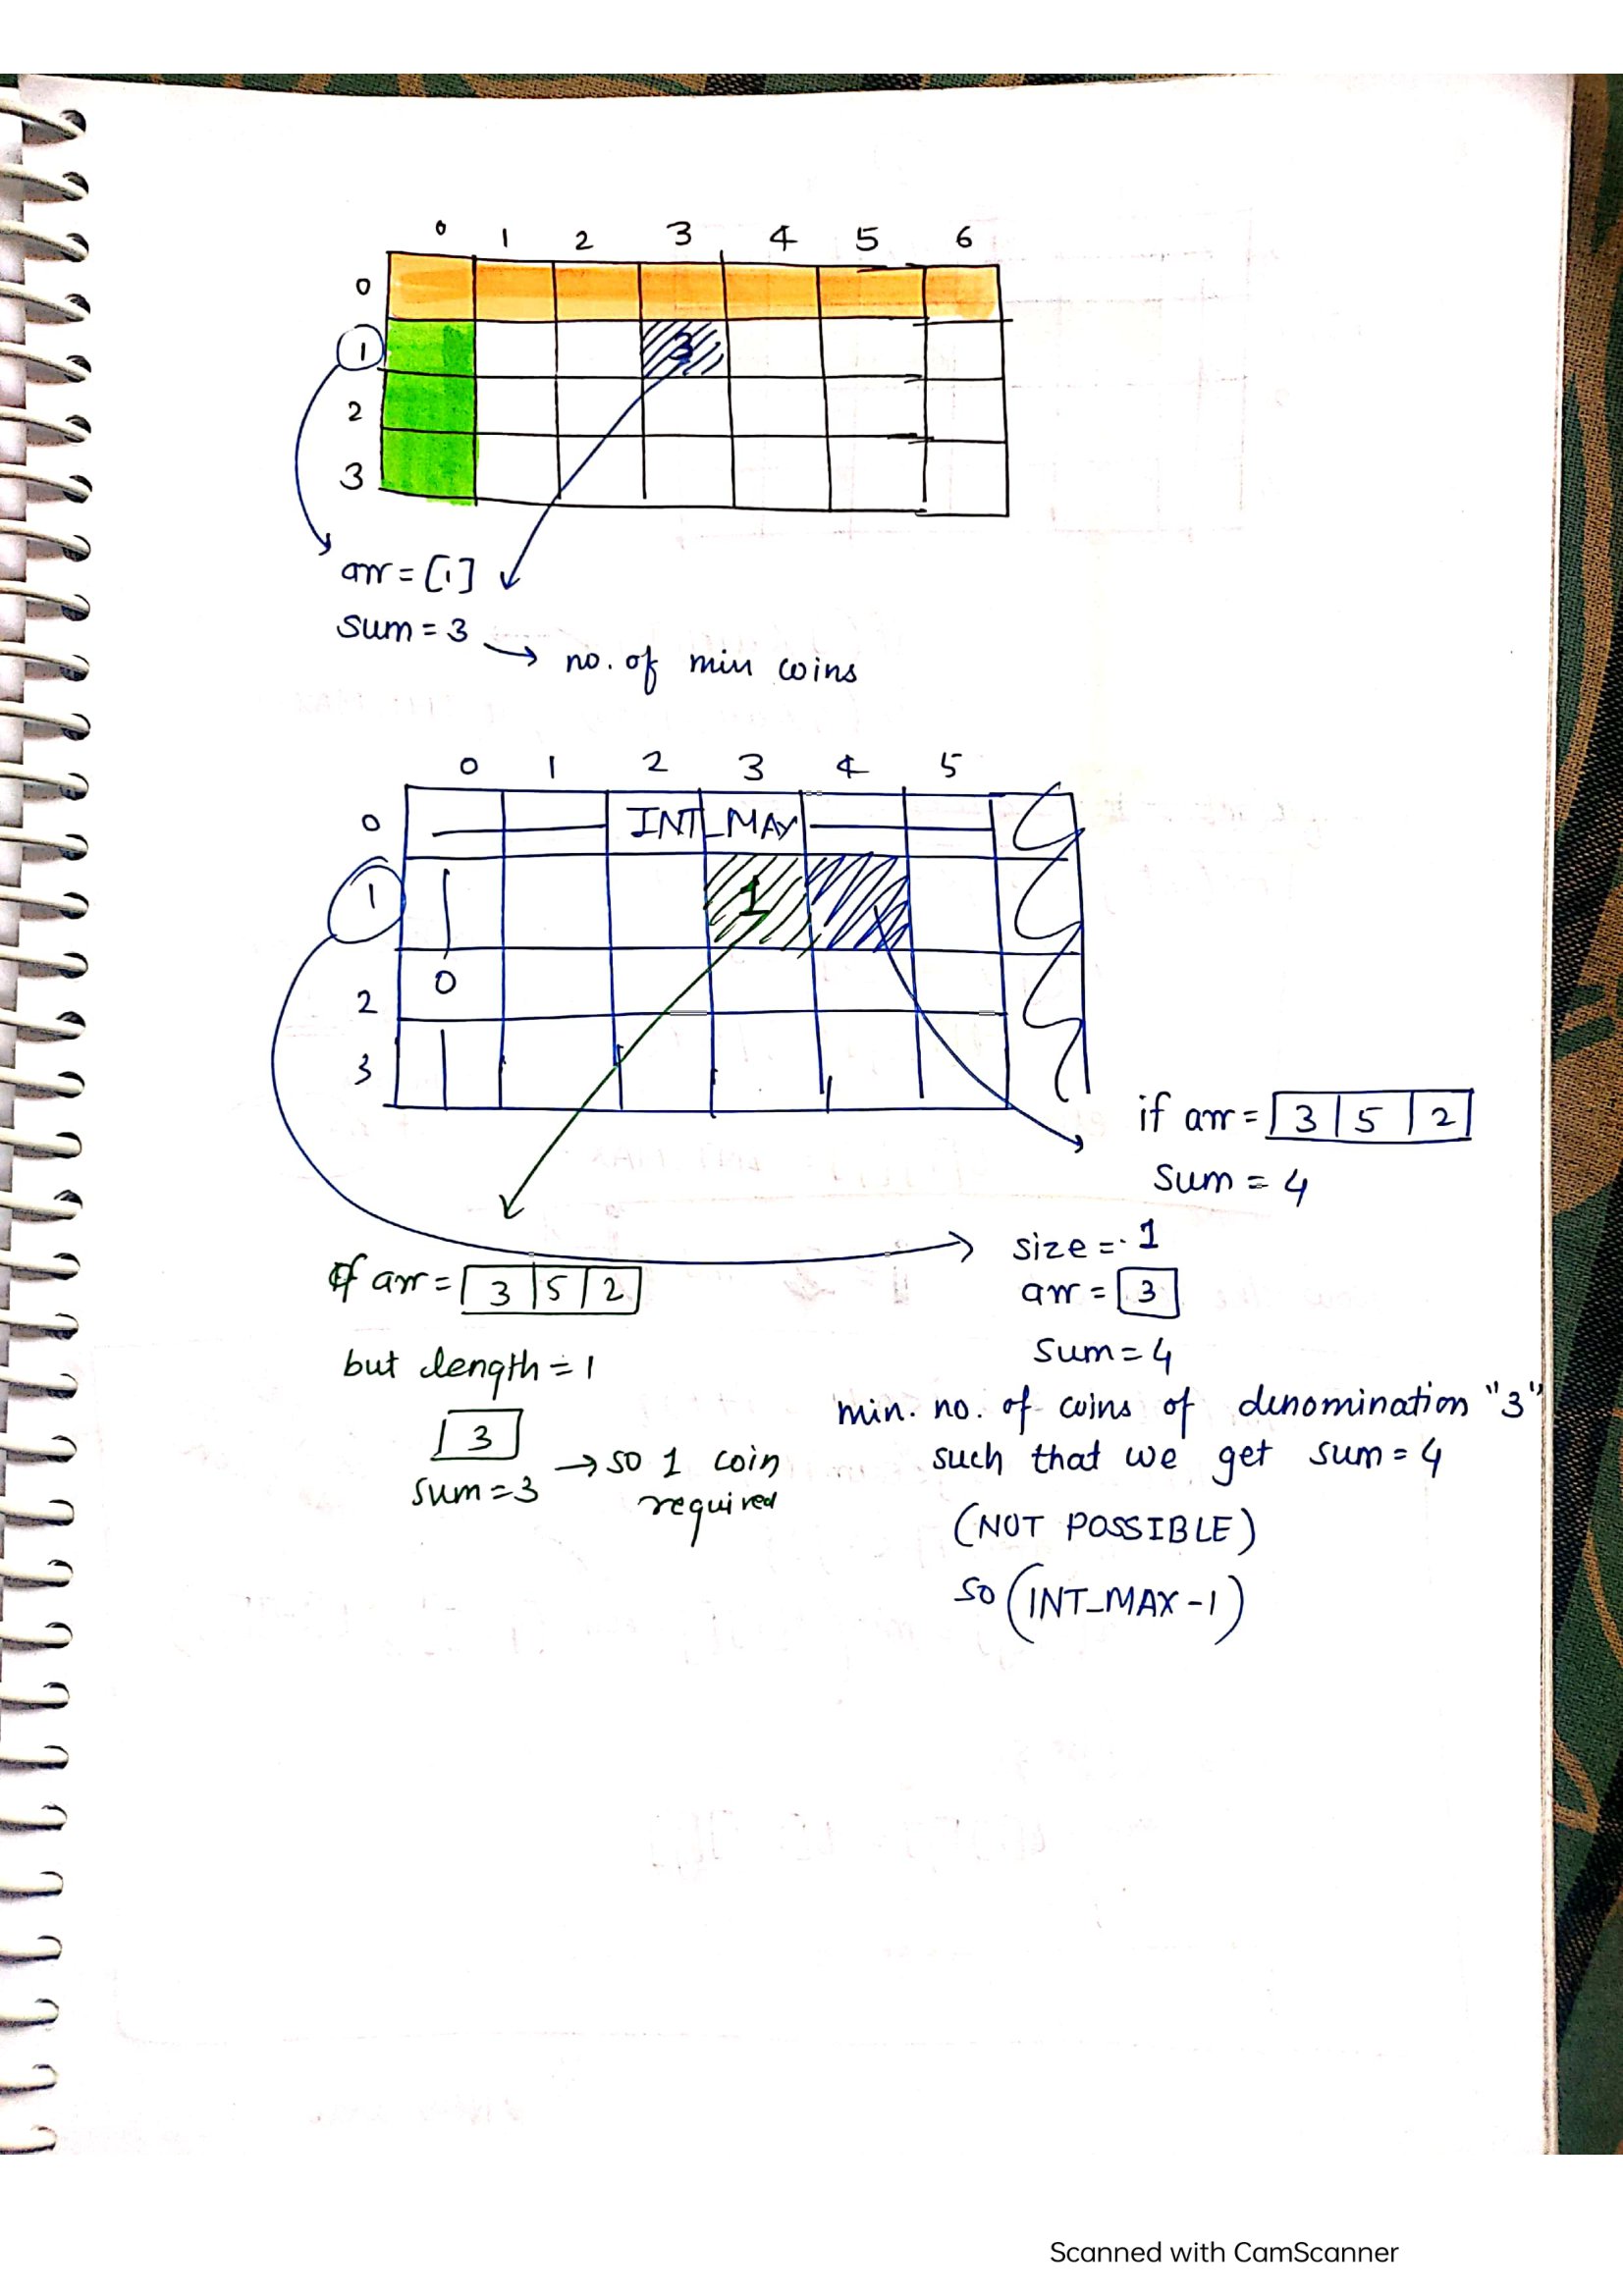 0 1 2 3 4 5 6
0
1 3
2
3
arr = [1]
sum = 3 → no. of min coins
0 1 2 3 4 5
0 INT_MAX
1 1
2 0
3
if arr = 3 5 2
sum = 4
size = 1
arr = 3
sum = 4
min. no. of coins of denomination "3"
such that we get sum = 4
(NOT POSSIBLE)
so (INT_MAX -1)
if arr = 3 5 2
but length = 1
3
sum = 3 → so 1 coin
required
Scanned with CamScanner